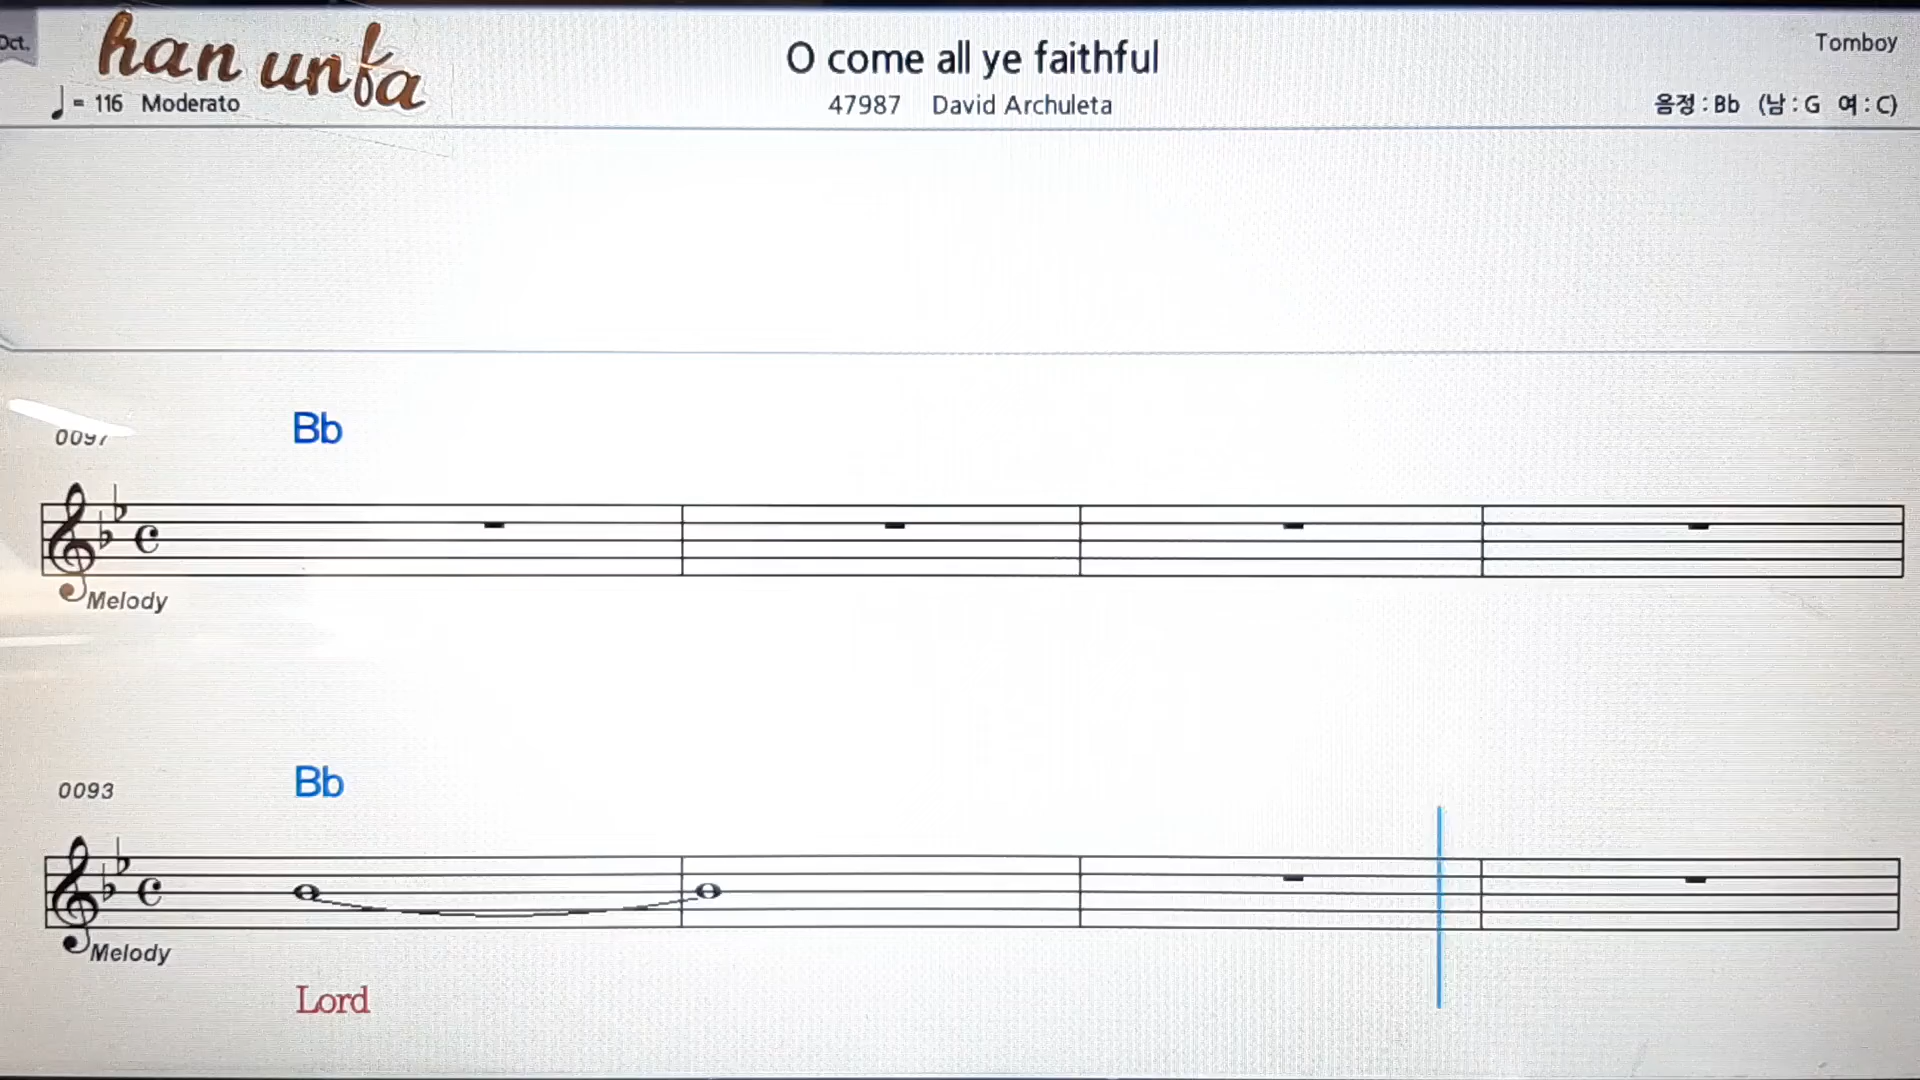 Oct.
han unfa
O come all ye faithful
Tomboy
= 116 Moderato
47987 David Archuleta
음정 : Bb (남 : G 여 : C)
0097
Bb
Melody
0093
Bb
Melody
Lord